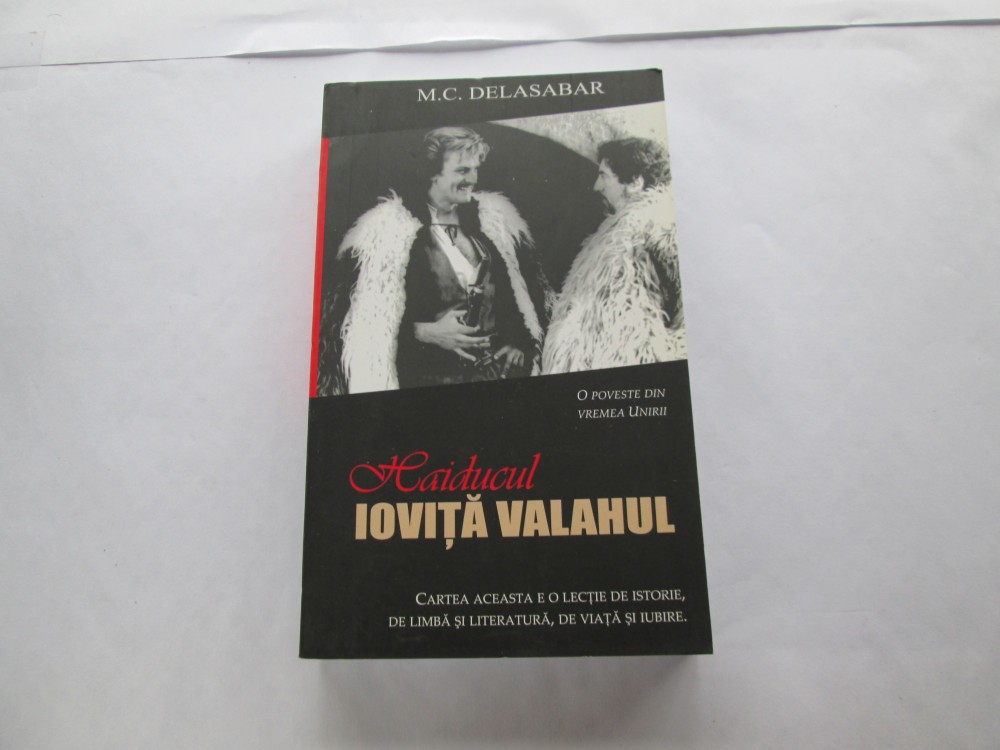 M.C. DELASABAR
O POVESTE DIN
VREMEA UNIRII
Haiducul
IOVIȚĂ VALAHUL
CARTEA ACEASTA E O LECȚIE DE ISTORIE,
DE LIMBĂ ȘI LITERATURĂ, DE VIAȚĂ ȘI IUBIRE.